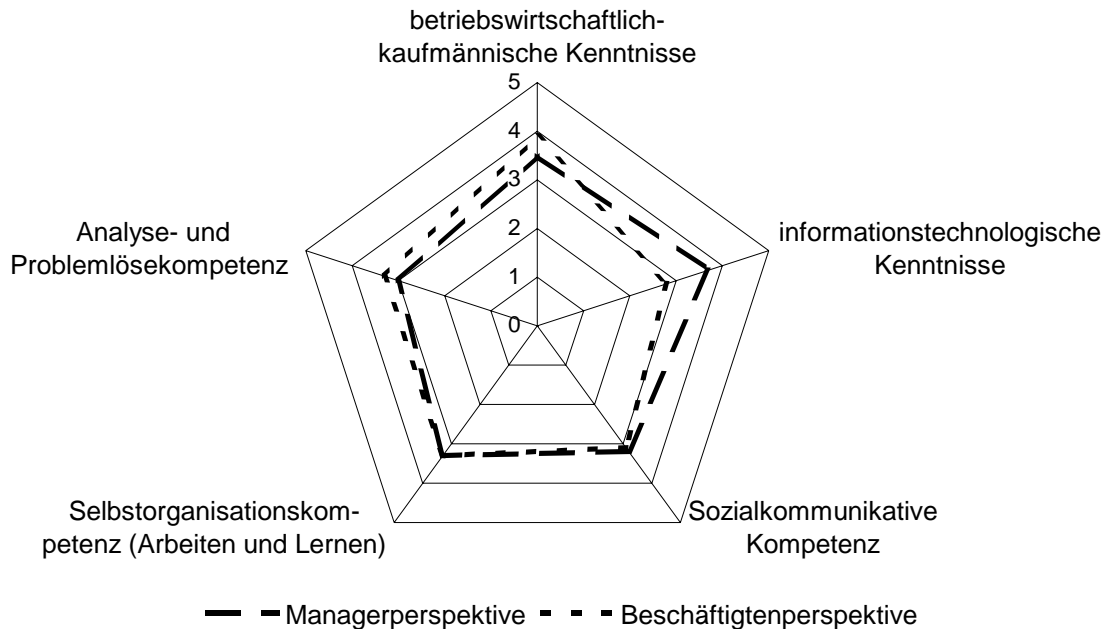 betriebswirtschaftlich-
kaufmännische Kenntnisse
5
4
3
2
1
0
informationstechnologische
Kenntnisse
Sozialkommunikative
Kompetenz
Selbstorganisationskom-
petenz (Arbeiten und Lernen)
Analyse- und
Problemlösekompetenz
Managerperspektive
Beschäftigtenperspektive